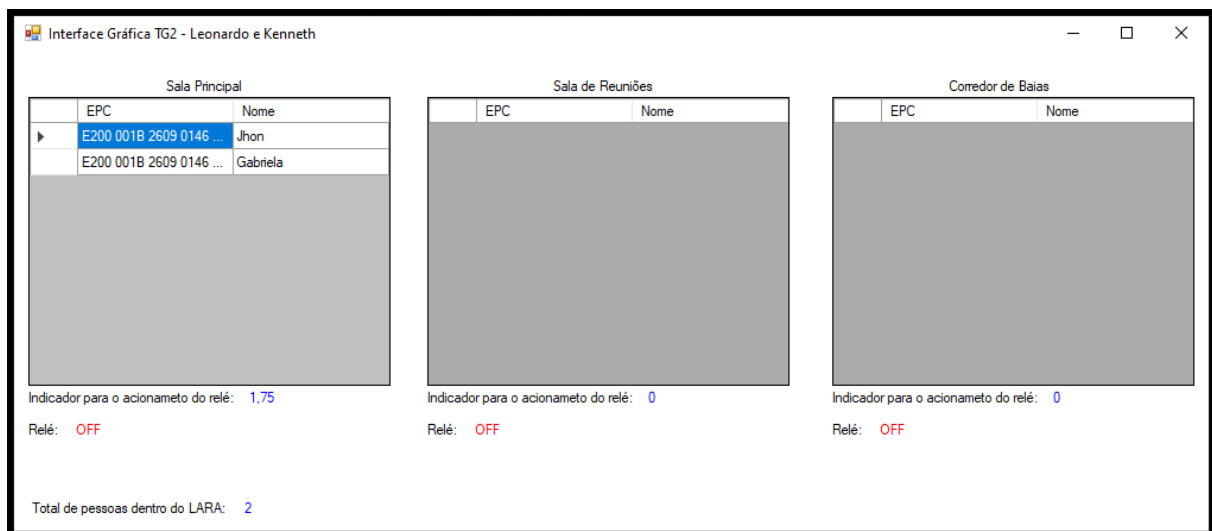 Interface Gráfica TG2 - Leonardo e Kenneth
Sala Principal
EPC Nome
E200 001B 2609 0146 ... Jhon
E200 001B 2609 0146 ... Gabriela
Indicador para o acionameto do relé: 1,75
Relé: OFF
Sala de Reuniões
EPC Nome
Indicador para o acionameto do relé: 0
Relé: OFF
Corredor de Baias
EPC Nome
Indicador para o acionameto do relé: 0
Relé: OFF
Total de pessoas dentro do LARA: 2